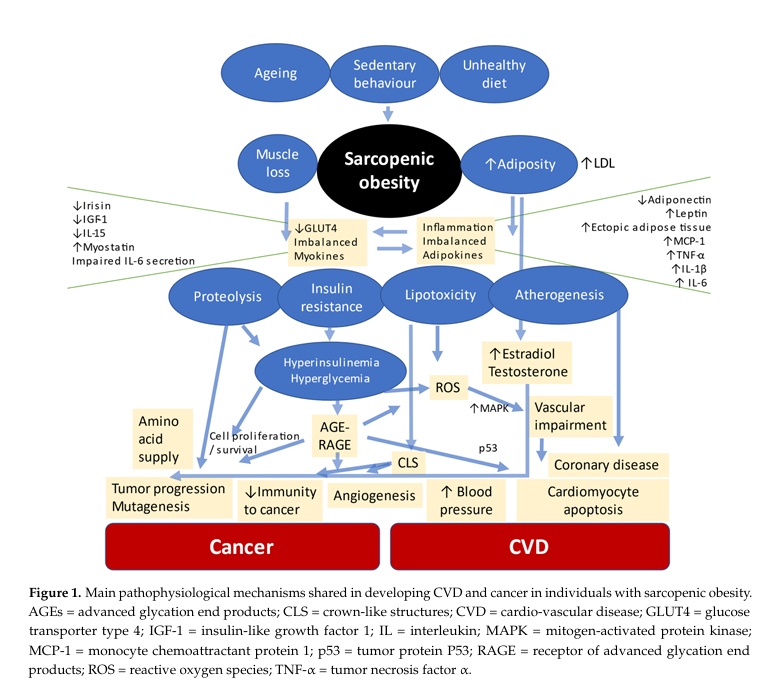 Ageing
Sedentary
behaviour
Unhealthy
diet
Muscle
loss
Sarcopenic
obesity
↑Adiposity
↑LDL
↓Irisin
↓IGF1
↓IL-15
↑Myostatin
Impaired IL-6 secretion
↓GLUT4
Imbalanced
Myokines
Inflammation
Imbalanced
Adipokines
↓Adiponectin
↑Leptin
↑Ectopic adipose tissue
↑MCP-1
↑TNF-α
↑IL-1β
↑ IL-6
Proteolysis
Insulin
resistance
Lipotoxicity
Atherogenesis
Hyperinsulinemia
Hyperglycemia
↑Estradiol
Testosterone
ROS
↑MAPK
Vascular
impairment
Amino
acid
supply
Cell proliferation
/ survival
AGE-
RAGE
p53
CLS
Coronary disease
Tumor progression
Mutagenesis
↓Immunity
to cancer
Angiogenesis
↑ Blood
pressure
Cardiomyocyte
apoptosis
Cancer
CVD
Figure 1. Main pathophysiological mechanisms shared in developing CVD and cancer in individuals with sarcopenic obesity.
AGEs = advanced glycation end products; CLS = crown-like structures; CVD = cardio-vascular disease; GLUT4 = glucose
transporter type 4; IGF-1 = insulin-like growth factor 1; IL = interleukin; MAPK = mitogen-activated protein kinase;
MCP-1 = monocyte chemoattractant protein 1; p53 = tumor protein P53; RAGE = receptor of advanced glycation end
products; ROS = reactive oxygen species; TNF-α = tumor necrosis factor α.